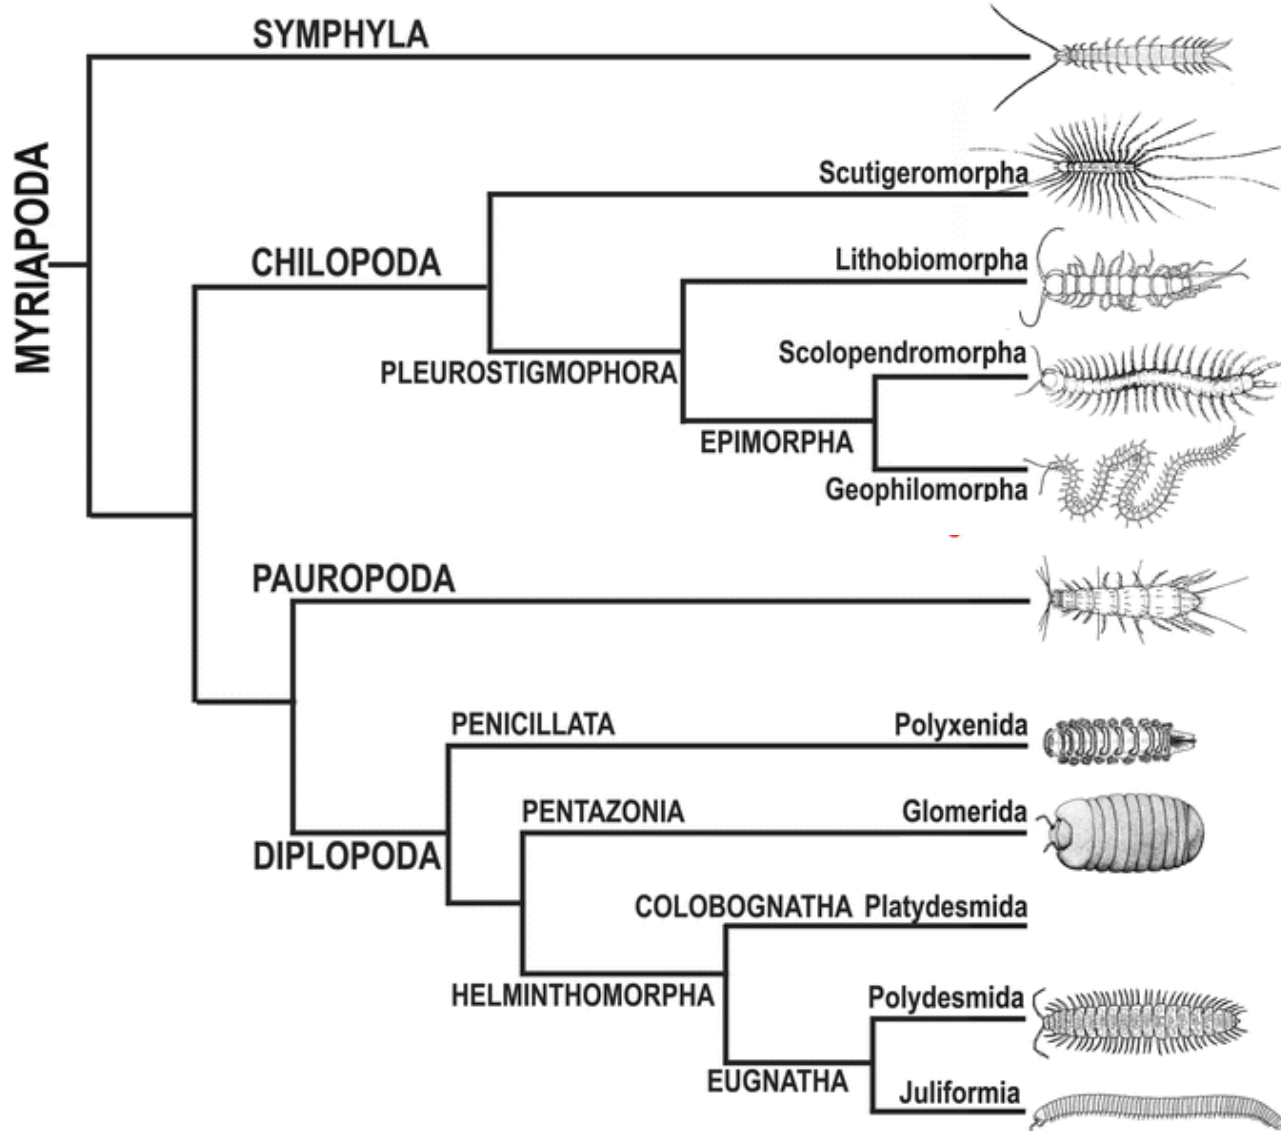 SYMPHYLA
MYRIAPODA
Scutigeromorpha
CHILOPODA
Lithobiomorpha
Scolopendromorpha
PLEUROSTIGMOPHORA
EPIMORPHA
Geophilomorpha
PAUROPODA
PENICILLATA Polyxenida
PENTAZONIA Glomerida
DIPLOPODA
COLOBOGNATHA Platydesmida
HELMINTHOMORPHA
Polydesmida
EUGNATHA
Juliformia